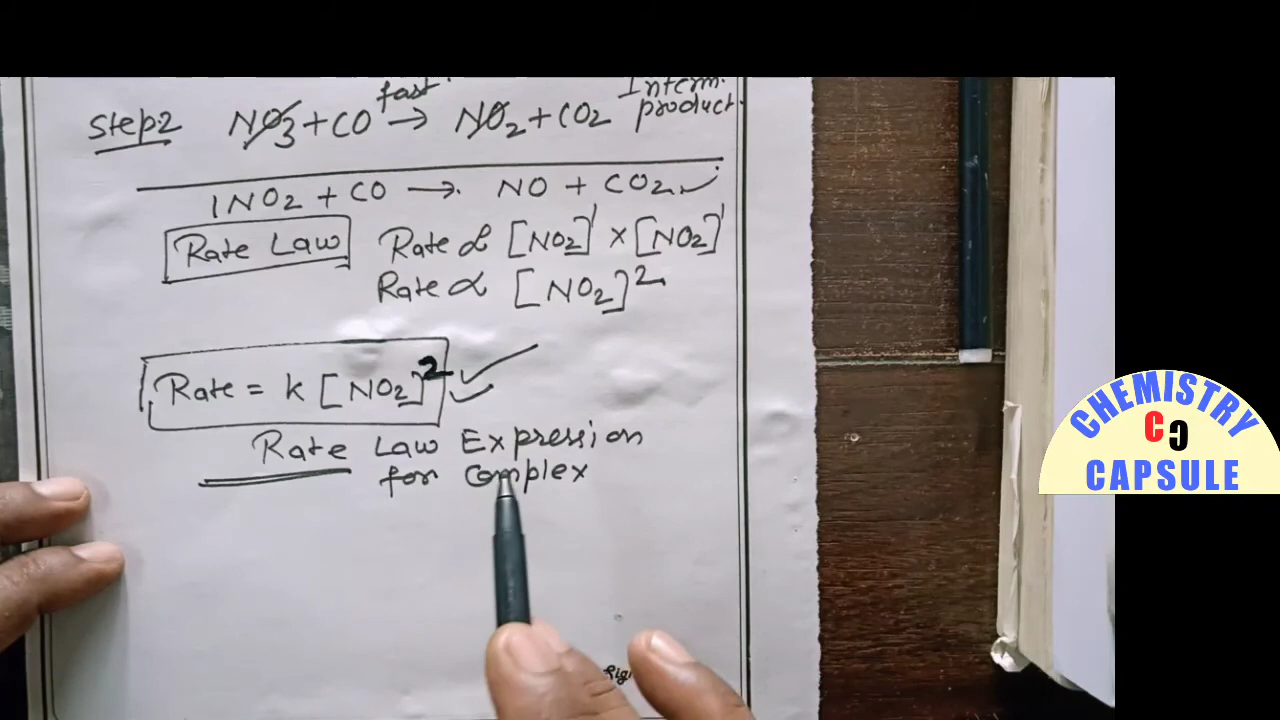 fast
Interm.
Step2 NO3 + CO → NO2 + CO2 product.
1NO2 + CO → NO + CO2
Rate Law Rate ∝ [NO2]¹ × [NO2]¹
Rate ∝ [NO2]²
Rate = k [NO2]²
Rate Law Expression
for Complex
CHEMISTRY
CC
CAPSULE